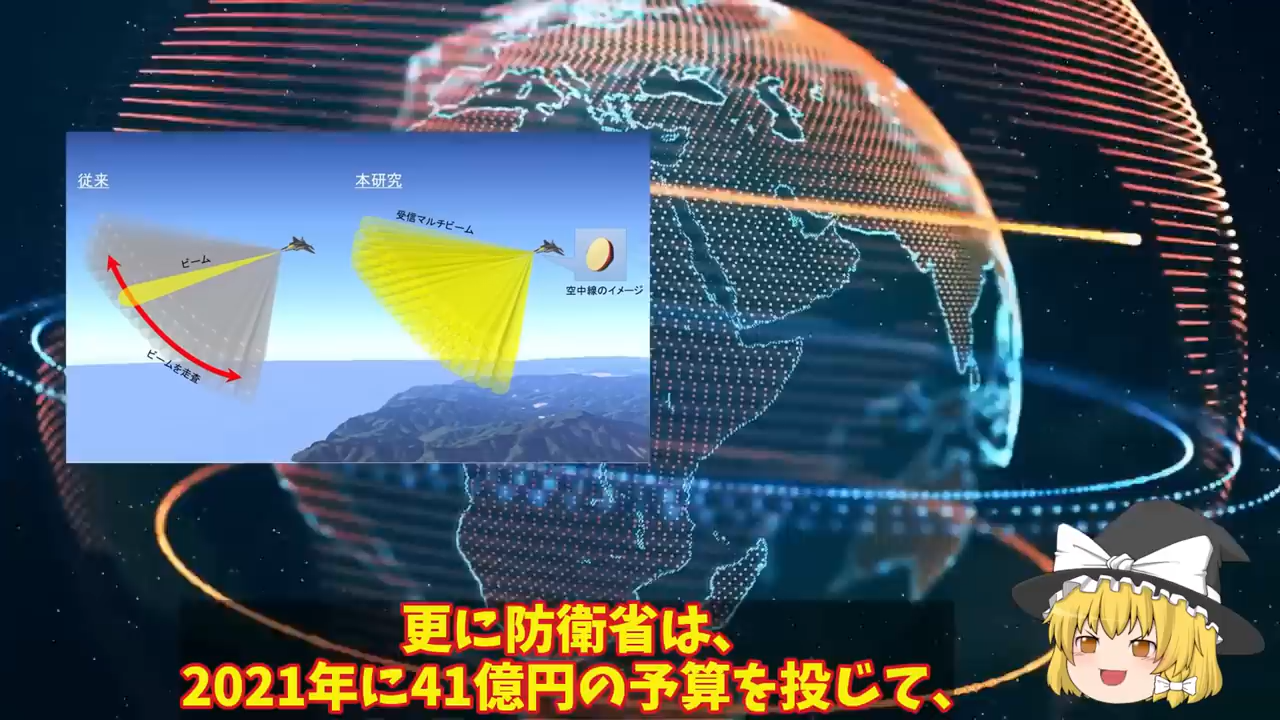 従来
本研究
受信マルチビーム
ビーム
空中線のイメージ
ビームを走査
更に防衛省は、
2021年に41億円の予算を投じて、